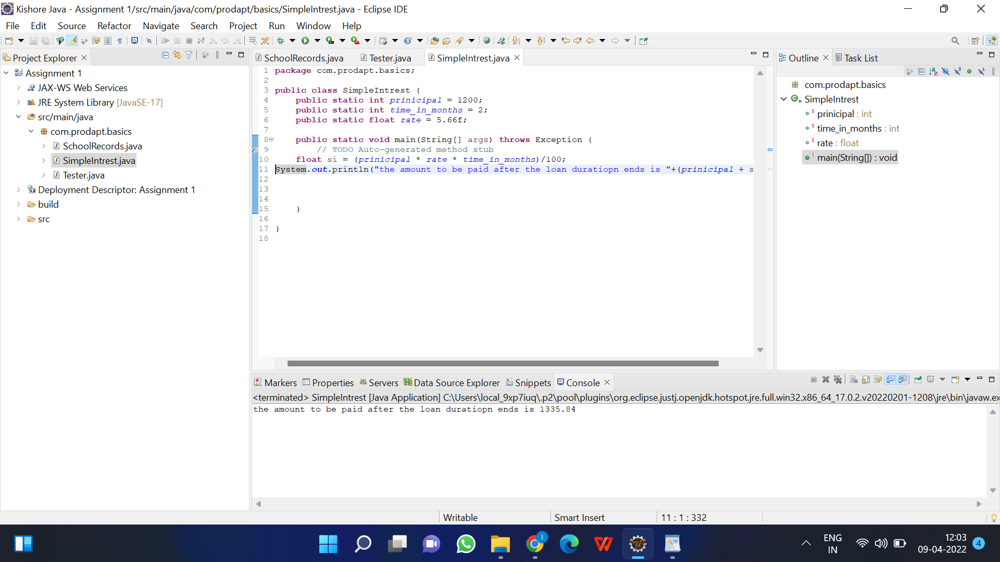 Kishore Java - Assignment 1/src/main/java/com/prodapt/basics/SimpleIntrest.java - Eclipse IDE
File Edit Source Refactor Navigate Search Project Run Window Help
Project Explorer
Assignment 1
JAX-WS Web Services
JRE System Library [JavaSE-17]
src/main/java
com.prodapt.basics
SchoolRecords.java
SimpleIntrest.java
Tester.java
Deployment Descriptor: Assignment 1
build
src
SchoolRecords.java Tester.java SimpleIntrest.java
1 package com.prodapt.basics;
2
3 public class SimpleIntrest {
4 public static int prinicipal = 1200;
5 public static int time_in_months = 2;
6 public static float rate = 5.66f;
7
8 public static void main(String[] args) throws Exception {
9 // TODO Auto-generated method stub
10 float si = (prinicipal * rate * time_in_months)/100;
11 System.out.println("the amount to be paid after the loan duratiopn ends is "+(prinicipal + s
12
13
14
15 }
16
17 }
18
Outline Task List
com.prodapt.basics
SimpleIntrest
prinicipal : int
time_in_months : int
rate : float
main(String[]) : void
Markers Properties Servers Data Source Explorer Snippets Console
<terminated> SimpleIntrest [Java Application] C:\Users\local_9xp7iuq\.p2\pool\plugins\org.eclipse.justj.openjdk.hotspot.jre.full.win32.x86_64_17.0.2.v20220201-1208\jre\bin\javaw.ex
the amount to be paid after the loan duratiopn ends is 1335.84
Writable Smart Insert 11 : 1 : 332
ENG
IN
12:03
09-04-2022
4